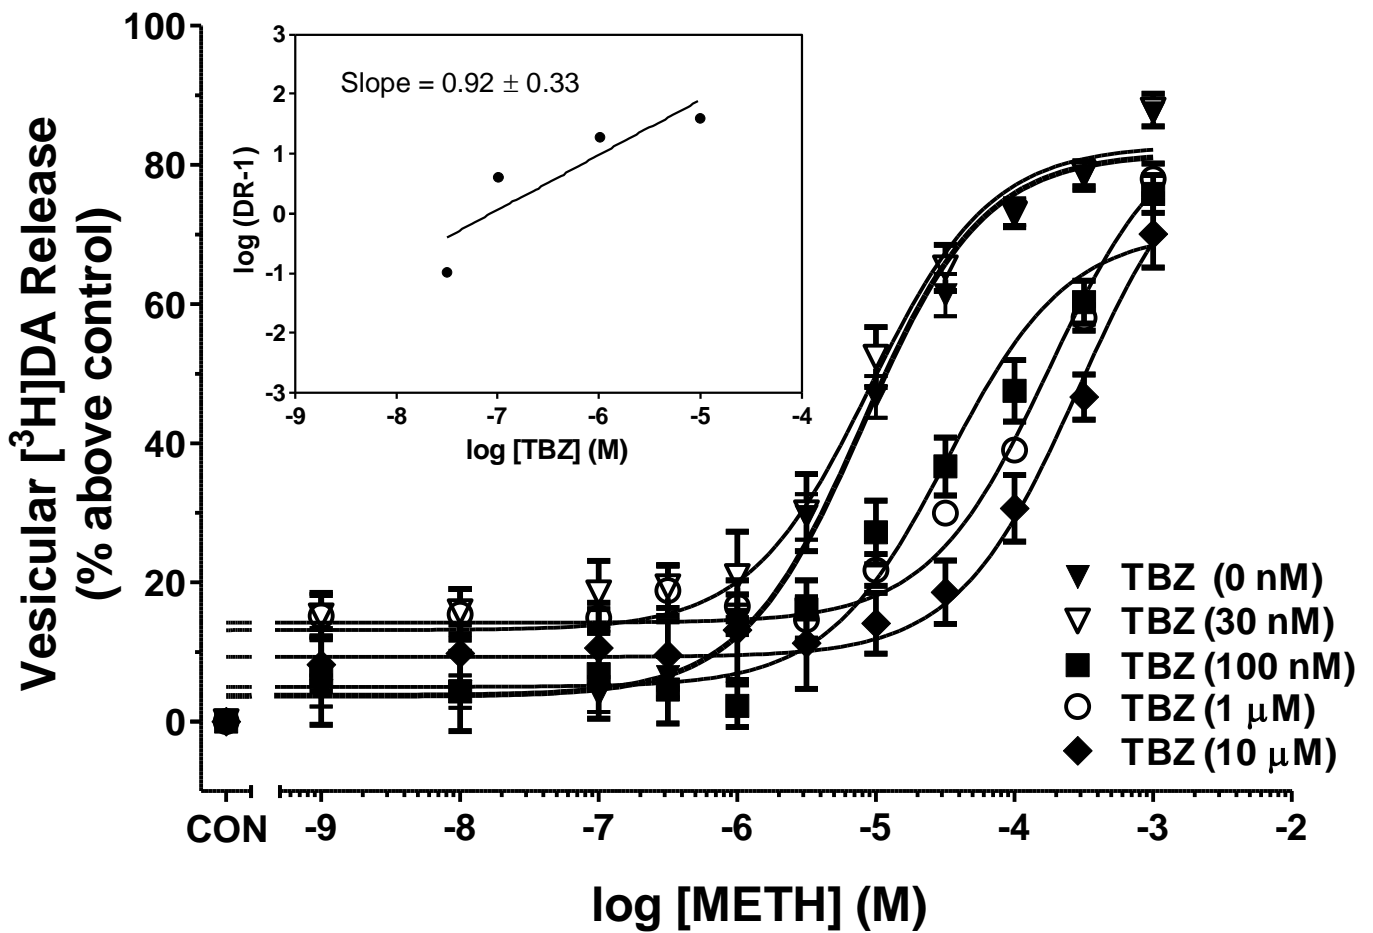 Vesicular [³H]DA Release
(% above control)
100
80
60
40
20
0
Slope = 0.92 ± 0.33
log (DR-1)
3
2
1
0
-1
-2
-3
-9 -8 -7 -6 -5 -4
log [TBZ] (M)
TBZ (0 nM)
TBZ (30 nM)
TBZ (100 nM)
TBZ (1 μM)
TBZ (10 μM)
CON -9 -8 -7 -6 -5 -4 -3 -2
log [METH] (M)